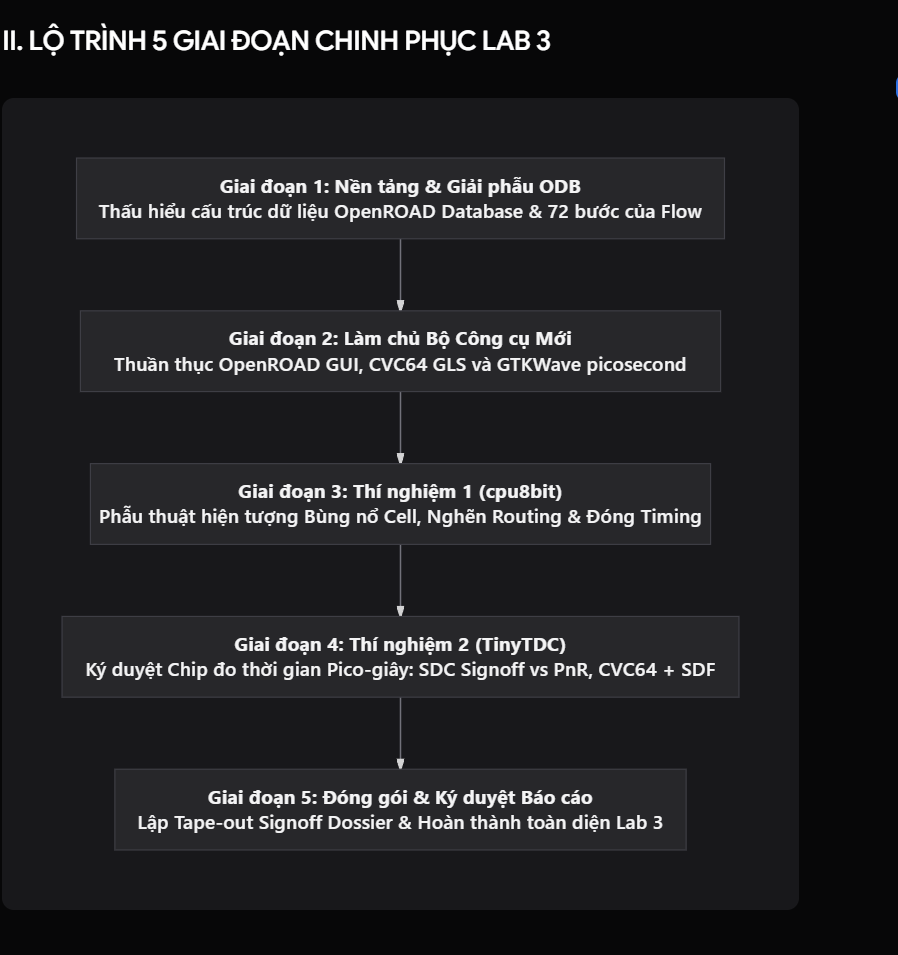 II. LỘ TRÌNH 5 GIAI ĐOẠN CHINH PHỤC LAB 3
Giai đoạn 1: Nền tảng & Giải phẫu ODB
Thấu hiểu cấu trúc dữ liệu OpenROAD Database & 72 bước của Flow
Giai đoạn 2: Làm chủ Bộ Công cụ Mới
Thuần thục OpenROAD GUI, CVC64 GLS và GTKWave picosecond
Giai đoạn 3: Thí nghiệm 1 (cpu8bit)
Phẫu thuật hiện tượng Bùng nổ Cell, Nghẽn Routing & Đóng Timing
Giai đoạn 4: Thí nghiệm 2 (TinyTDC)
Ký duyệt Chip đo thời gian Pico-giây: SDC Signoff vs PnR, CVC64 + SDF
Giai đoạn 5: Đóng gói & Ký duyệt Báo cáo
Lập Tape-out Signoff Dossier & Hoàn thành toàn diện Lab 3